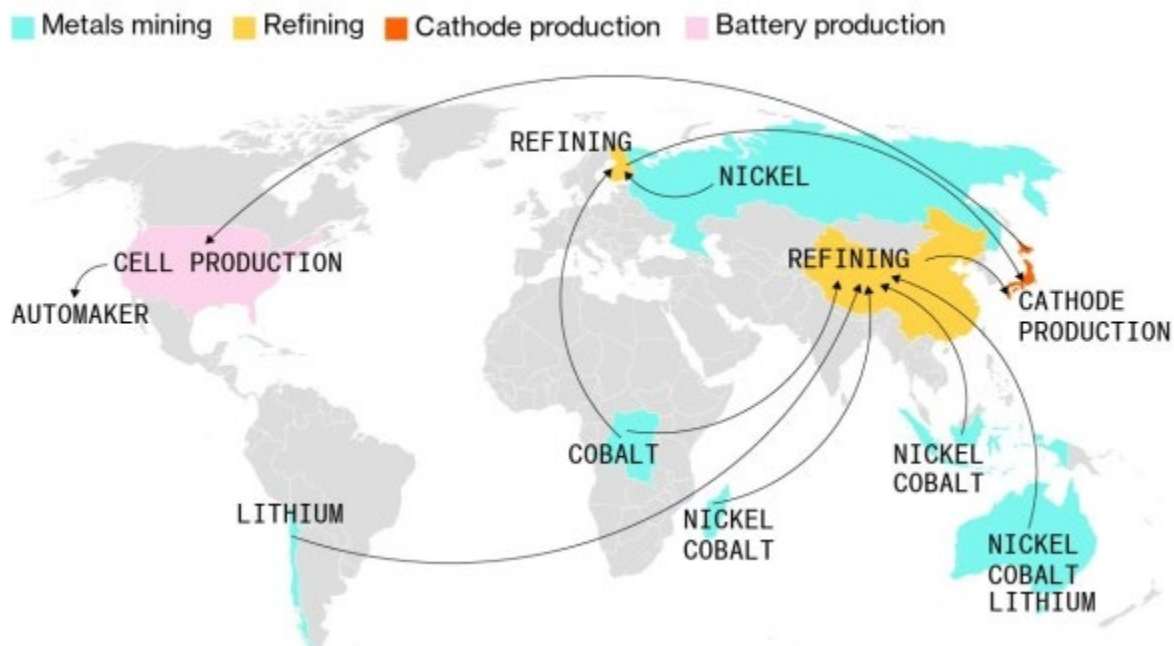 Metals mining Refining Cathode production Battery production
REFINING
NICKEL
CELL PRODUCTION
REFINING
AUTOMAKER
CATHODE
PRODUCTION
COBALT
NICKEL
COBALT
LITHIUM
NICKEL
COBALT
NICKEL
COBALT
LITHIUM